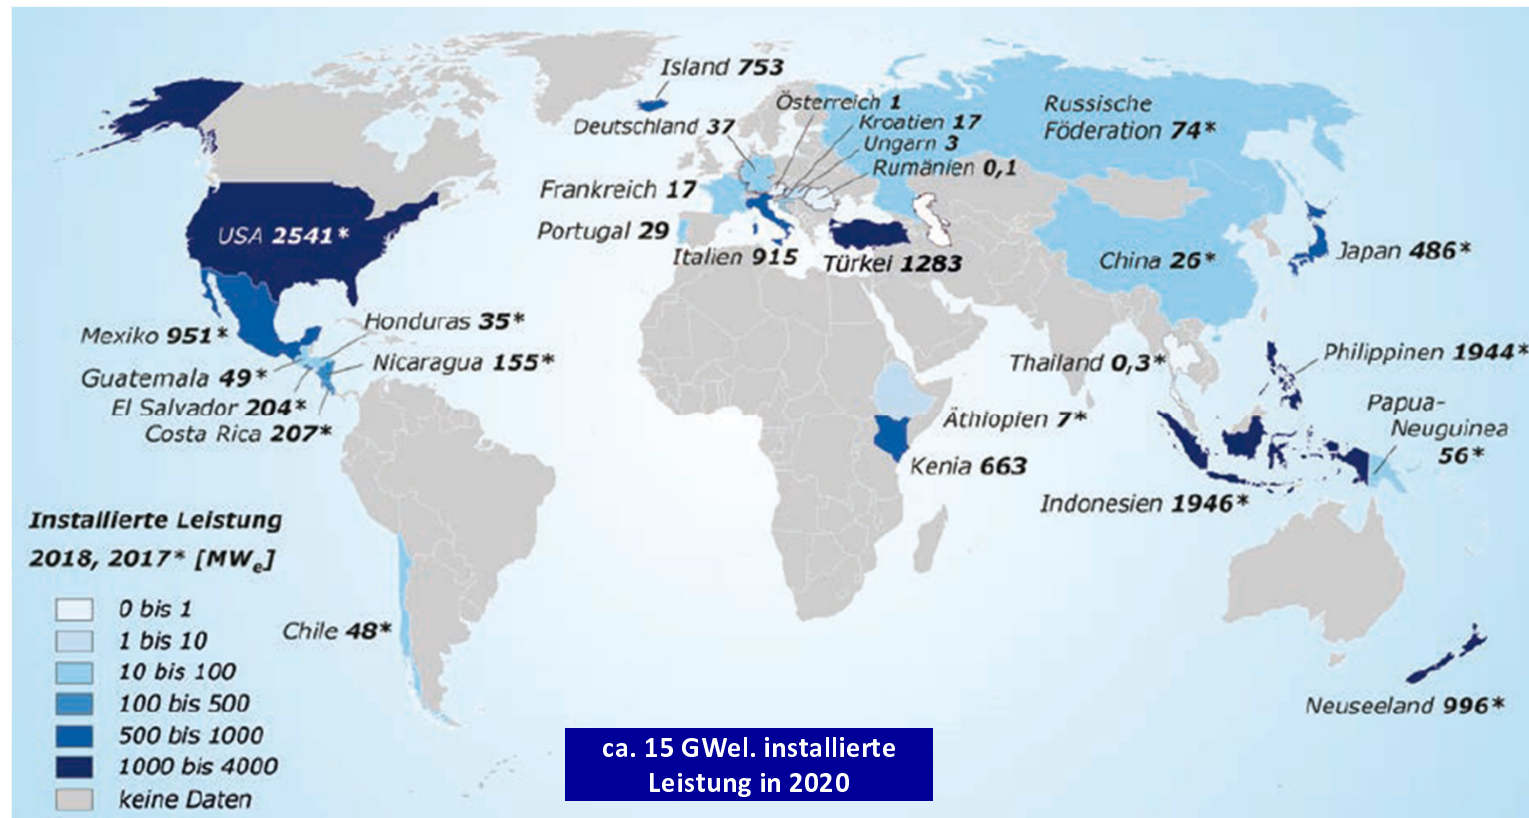 Island 753
Österreich 1
Deutschland 37
Kroatien 17
Ungarn 3
Rumänien 0,1
Russische
Föderation 74*
Frankreich 17
Portugal 29
Italien 915
Türkei 1283
USA 2541*
China 26*
Japan 486*
Mexiko 951*
Honduras 35*
Guatemala 49*
Nicaragua 155*
El Salvador 204*
Costa Rica 207*
Thailand 0,3*
Philippinen 1944*
Papua-
Neuguinea
56*
Äthiopien 7*
Kenia 663
Indonesien 1946*
Chile 48*
Neuseeland 996*
Installierte Leistung
2018, 2017* [MWe]
0 bis 1
1 bis 10
10 bis 100
100 bis 500
500 bis 1000
1000 bis 4000
keine Daten
ca. 15 GWel. installierte
Leistung in 2020